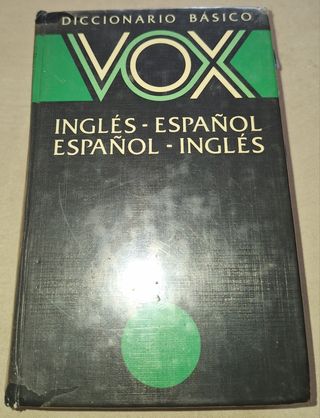 DICCIONARIO BÁSICO
VOX
INGLÉS - ESPAÑOL
ESPAÑOL - INGLÉS